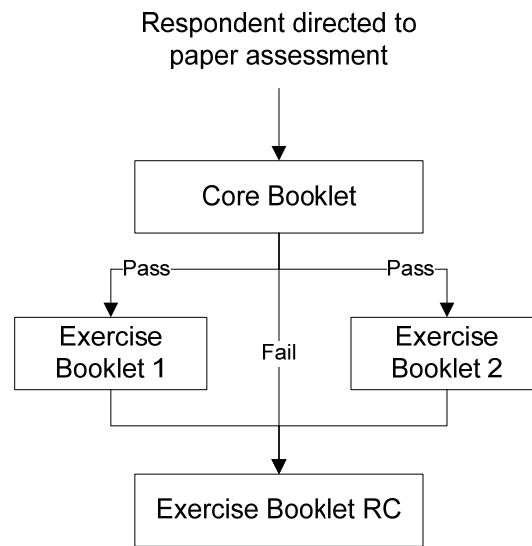 Respondent directed to
paper assessment
Core Booklet
Pass
Pass
Exercise
Booklet 1
Fail
Exercise
Booklet 2
Exercise Booklet RC